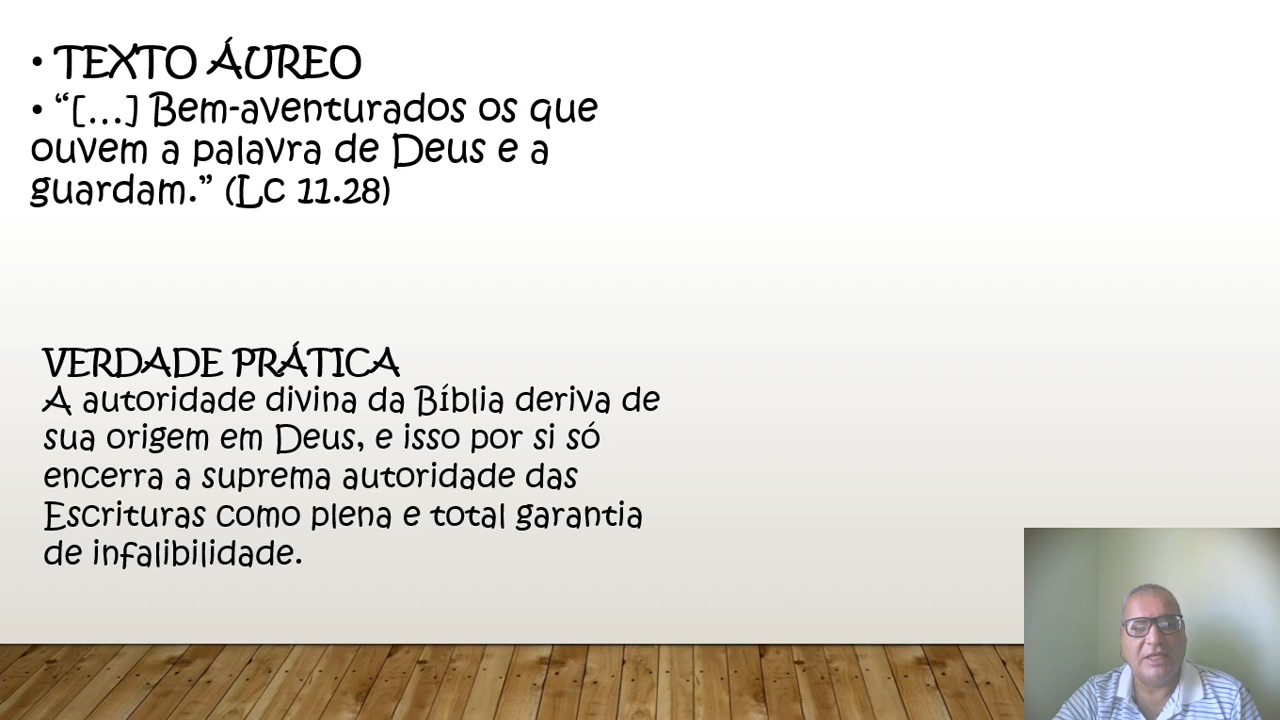 • TEXTO ÁUREO
• “[...] Bem-aventurados os que
ouvem a palavra de Deus e a
guardam.” (Lc 11.28)
VERDADE PRÁTICA
A autoridade divina da Bíblia deriva de
sua origem em Deus, e isso por si só
encerra a suprema autoridade das
Escrituras como plena e total garantia
de infalibilidade.